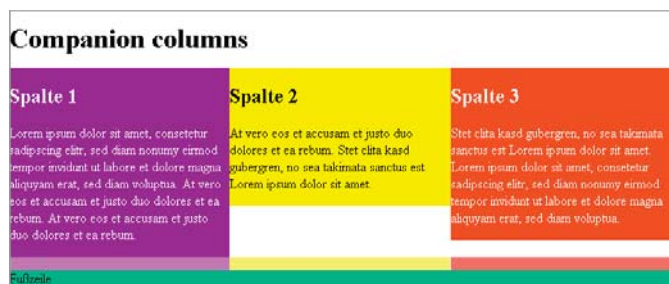 Companion columns
Spalte 1
Lorem ipsum dolor sit amet, consetetur
sadipscing elitr, sed diam nonumy eirmod
tempor invidunt ut labore et dolore magna
aliquyam erat, sed diam voluptua. At vero
eos et accusam et justo duo dolores et ea
rebum. At vero eos et accusam et justo
duo dolores et ea rebum.
Spalte 2
At vero eos et accusam et justo duo
dolores et ea rebum. Stet clita kasd
gubergren, no sea takimata sanctus est
Lorem ipsum dolor sit amet.
Spalte 3
Stet clita kasd gubergren, no sea takimata
sanctus est Lorem ipsum dolor sit amet.
Lorem ipsum dolor sit amet, consetetur
sadipscing elitr, sed diam nonumy eirmod
tempor invidunt ut labore et dolore magna
aliquyam erat, sed diam voluptua.
Fußzeile